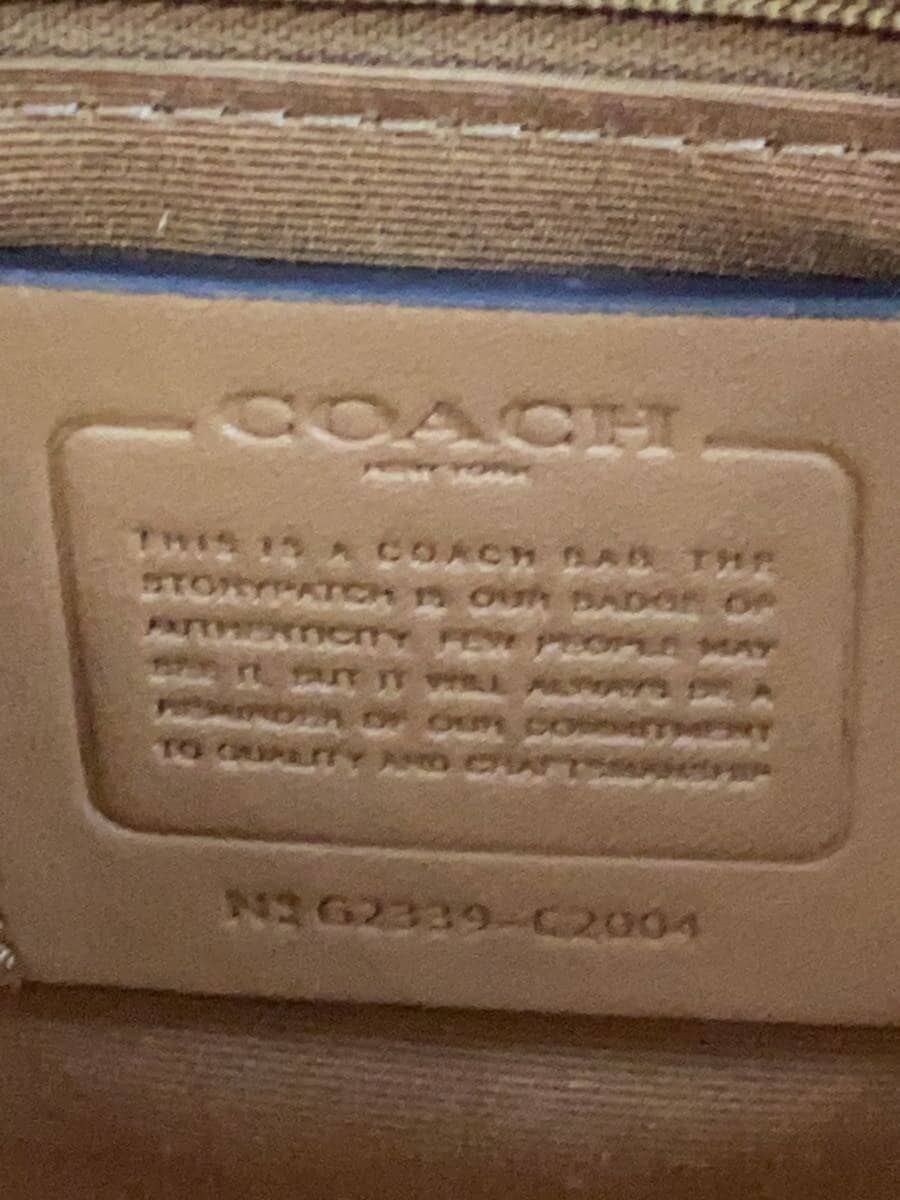 COACH
NEW YORK
THIS IS A COACH BAG. THE
STORYPATCH IS OUR BADGE OF
AUTHENTICITY. FEW PEOPLE MAY
SEE IT, BUT IT WILL ALWAYS BE A
REMINDER OF OUR COMMITMENT
TO QUALITY AND CRAFTSMANSHIP
Nº G2339-C2004